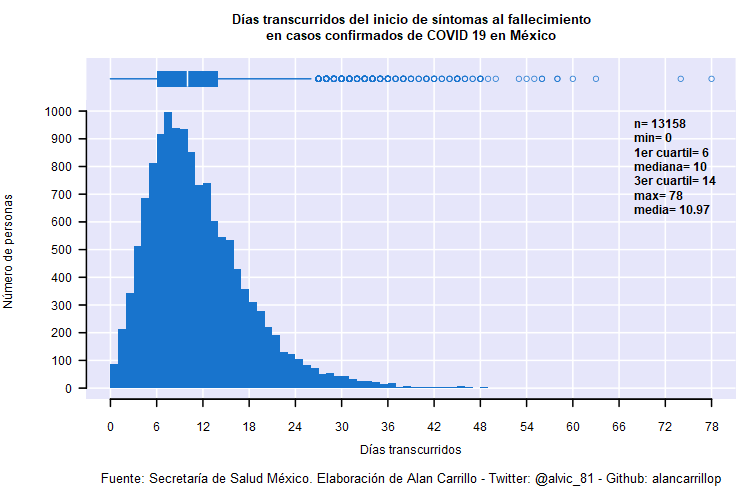 Días transcurridos del inicio de síntomas al fallecimiento
en casos confirmados de COVID 19 en México
n= 13158
min= 0
1er cuartil= 6
mediana= 10
3er cuartil= 14
max= 78
media= 10.97
Número de personas
1000
900
800
700
600
500
400
300
200
100
0
0 6 12 18 24 30 36 42 48 54 60 66 72 78
Días transcurridos
Fuente: Secretaría de Salud México. Elaboración de Alan Carrillo - Twitter: @alvic_81 - Github: alancarrillop